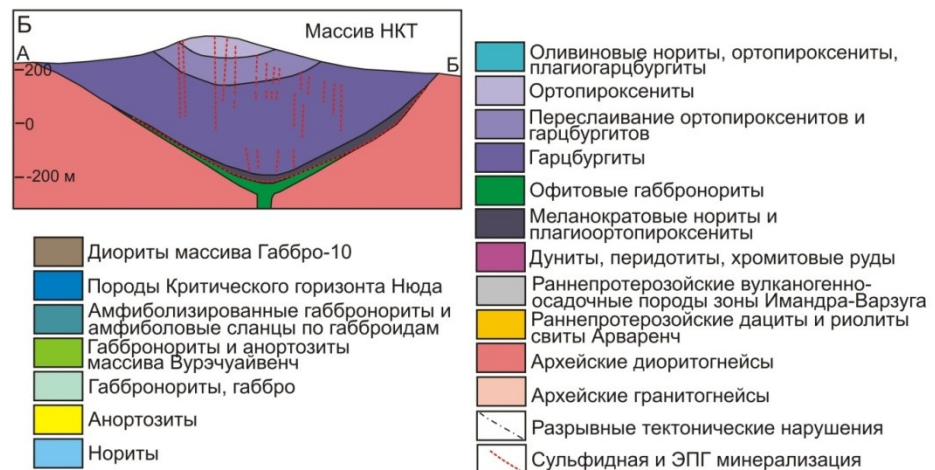 Б
Массив НКТ
А
Б
200
0
-200 м
Диориты массива Габбро-10
Породы Критического горизонта Нюда
Амфиболизированные габбронориты и
амфиболовые сланцы по габброидам
Габбронориты и анортозиты
массива Вурэчуайвенч
Габбронориты, габбро
Анортозиты
Нориты
Оливиновые нориты, ортопироксениты,
плагиогарцбургиты
Ортопироксениты
Переслаивание ортопироксенитов и
гарцбургитов
Гарцбургиты
Офитовые габбронориты
Меланократовые нориты и
плагиоортопироксениты
Дуниты, перидотиты, хромитовые руды
Раннепротерозойские вулканогенно-
осадочные породы зоны Имандра-Варзуга
Раннепротерозойские дациты и риолиты
свиты Арваренч
Архейские диоритогнейсы
Архейские гранитогнейсы
Разрывные тектонические нарушения
Сульфидная и ЭПГ минерализация